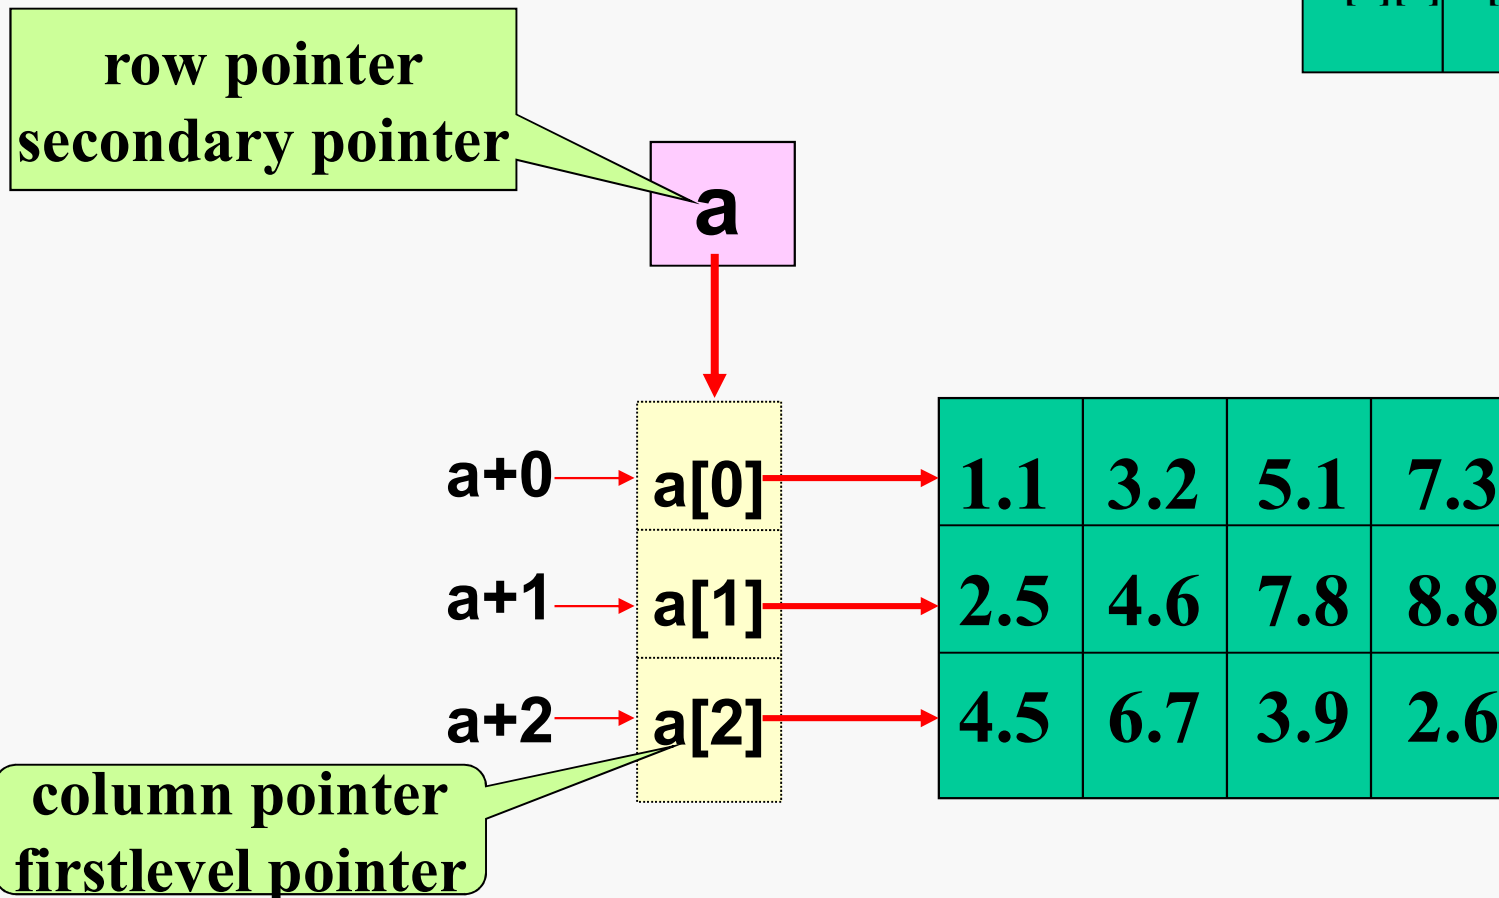 row pointer
secondary pointer
a
a+0 a[0] 1.1 3.2 5.1 7.3
a+1 a[1] 2.5 4.6 7.8 8.8
a+2 a[2] 4.5 6.7 3.9 2.6
column pointer
firstlevel pointer